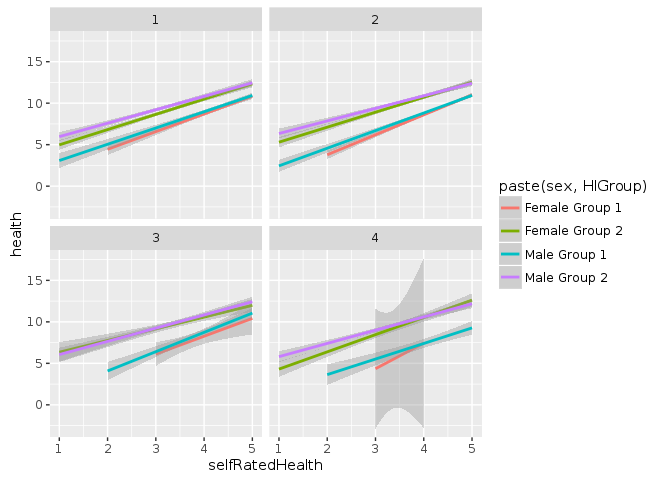 1
2
15
10
5
0
health
3
4
15
10
5
0
1 2 3 4 5
1 2 3 4 5
selfRatedHealth
paste(sex, HIGroup)
Female Group 1
Female Group 2
Male Group 1
Male Group 2